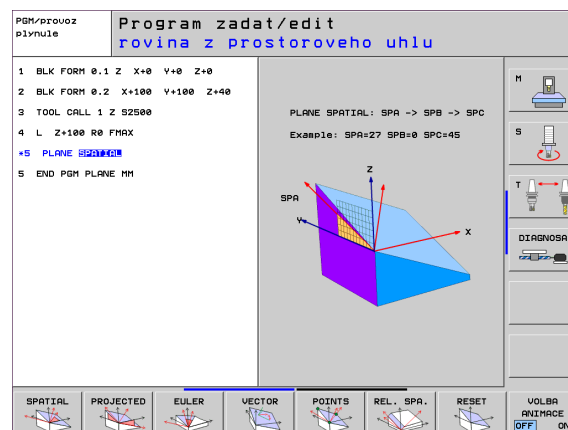 PGM/provoz
plynule
Program zadat/edit
rovina z prostoroveho uhlu
1 BLK FORM 0.1 Z X+0 Y+0 Z+0
2 BLK FORM 0.2 X+100 Y+100 Z+40
3 TOOL CALL 1 Z S2500
4 L Z+100 R0 FMAX
*5 PLANE SPATIAL
5 END PGM PLANE MM
PLANE SPATIAL: SPA -> SPB -> SPC
Example: SPA=27 SPB=0 SPC=45
Z
SPA
Y
X
M
S
T
DIAGNOSA
SPATIAL
PROJECTED
EULER
VECTOR
POINTS
REL. SPA.
RESET
VOLBA
ANIMACE
OFF ON